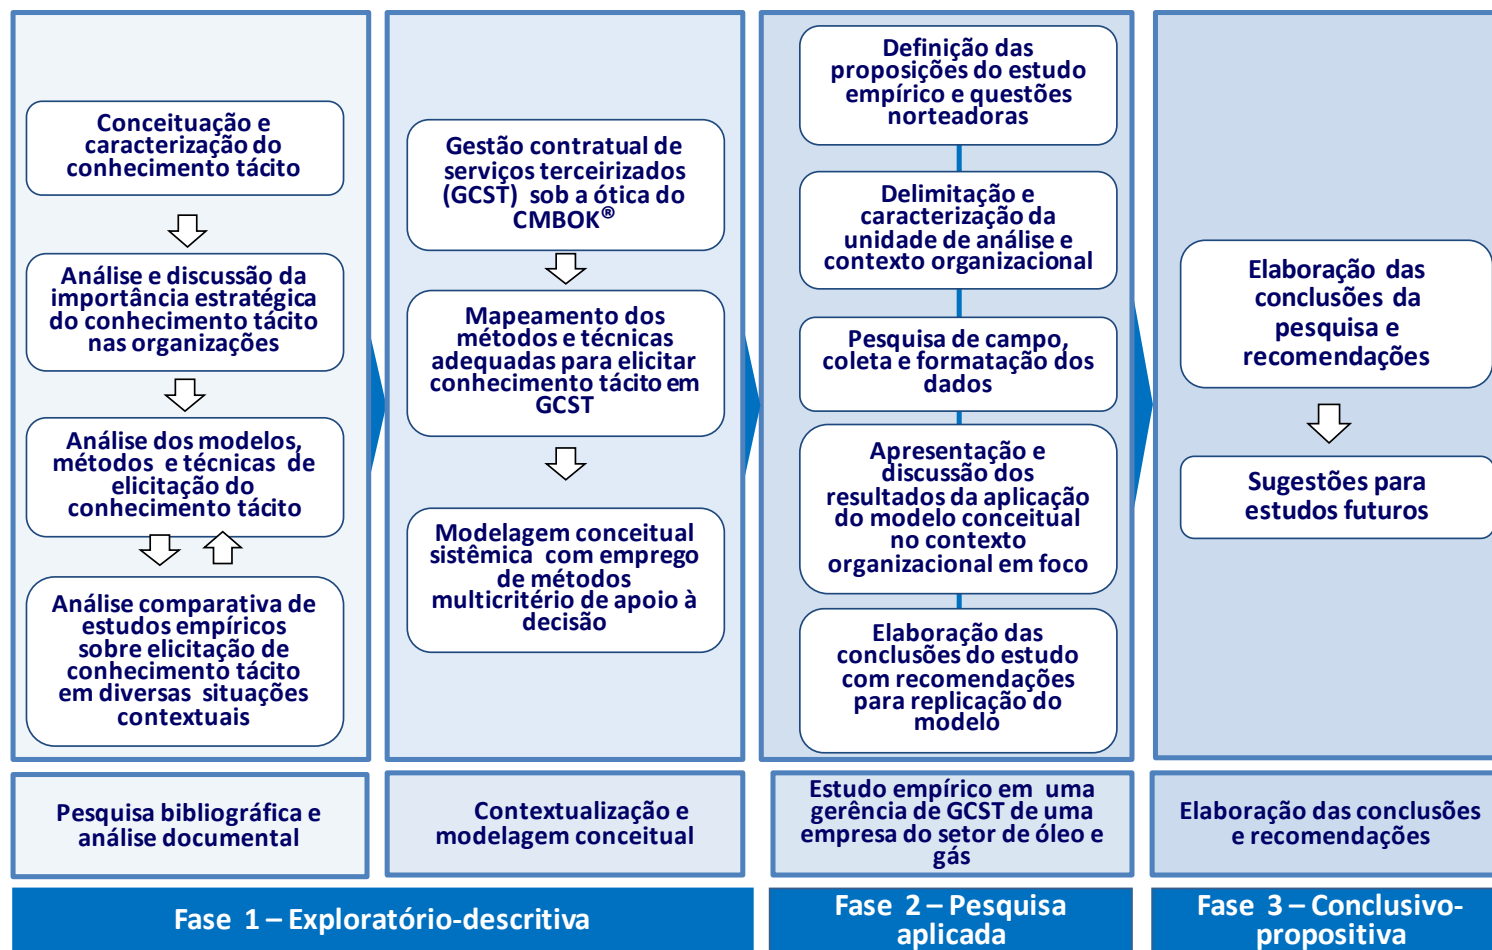 Conceituação e
caracterização do
conhecimento tácito
Análise e discussão da
importância estratégica
do conhecimento tácito
nas organizações
Análise dos modelos,
métodos e técnicas de
elicitação do
conhecimento tácito
Análise comparativa de
estudos empíricos
sobre elicitação de
conhecimento tácito
em diversas situações
contextuais
Pesquisa bibliográfica e
análise documental
Gestão contratual de
serviços terceirizados
(GCST) sob a ótica do
CMBOK®
Mapeamento dos
métodos e técnicas
adequadas para elicitar
conhecimento tácito em
GCST
Modelagem conceitual
sistêmica com emprego
de métodos
multicritério de apoio à
decisão
Contextualização e
modelagem conceitual
Fase 1 – Exploratório-descritiva
Definição das
proposições do estudo
empírico e questões
norteadoras
Delimitação e
caracterização da
unidade de análise e
contexto organizacional
Pesquisa de campo,
coleta e formatação dos
dados
Apresentação e
discussão dos
resultados da aplicação
do modelo conceitual
no contexto
organizacional em foco
Elaboração das
conclusões do estudo
com recomendações
para replicação do
modelo
Estudo empírico em uma
gerência de GCST de uma
empresa do setor de óleo e
gás
Fase 2 – Pesquisa
aplicada
Elaboração das
conclusões da
pesquisa e
recomendações
Sugestões para
estudos futuros
Elaboração das conclusões
e recomendações
Fase 3 – Conclusivo-
propositiva